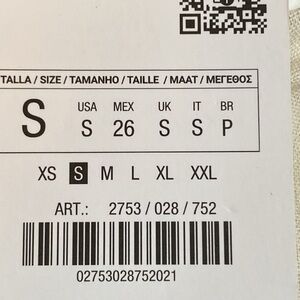 TALLA / SIZE / TAMANHO / TAILLE / MAAT / ΜΕΓΕΘΟΣ
S
USA MEX UK IT BR
S 26 S S P
XS S M L XL XXL
ART.: 2753 / 028 / 752
02753028752021